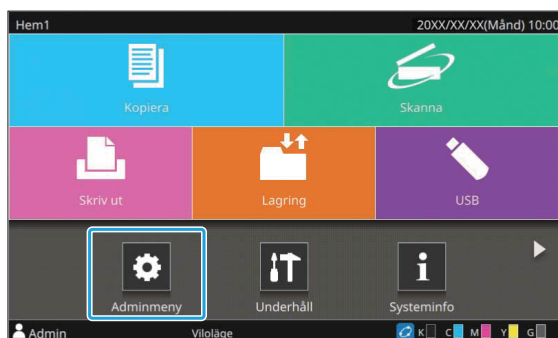 Hem1 20XX/XX/XX(Månd) 10:00
Kopiera Skanna
Skriv ut Lagring USB
Adminmeny Underhåll Systeminfo
Admin Viloläge K C M Y G